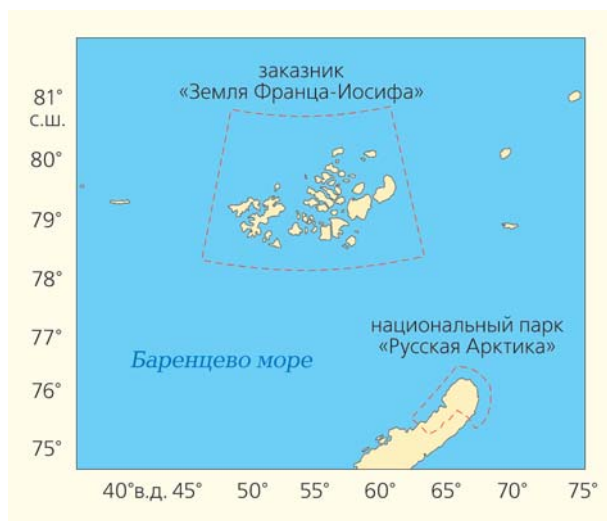 заказник
«Земля Франца-Иосифа»
81°
с.ш.
80°
79°
78°
77°
национальный парк
«Русская Арктика»
Баренцево море
76°
75°
40°в.д. 45° 50° 55° 60° 65° 70° 75°